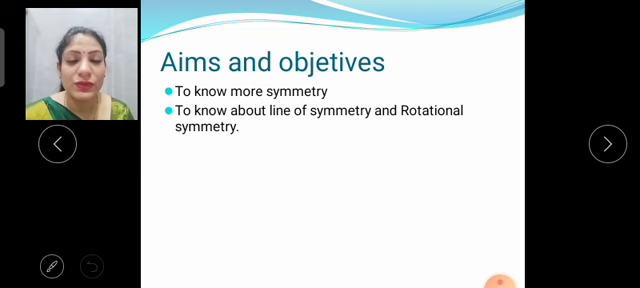 Aims and objetives
To know more symmetry
To know about line of symmetry and Rotational
symmetry.